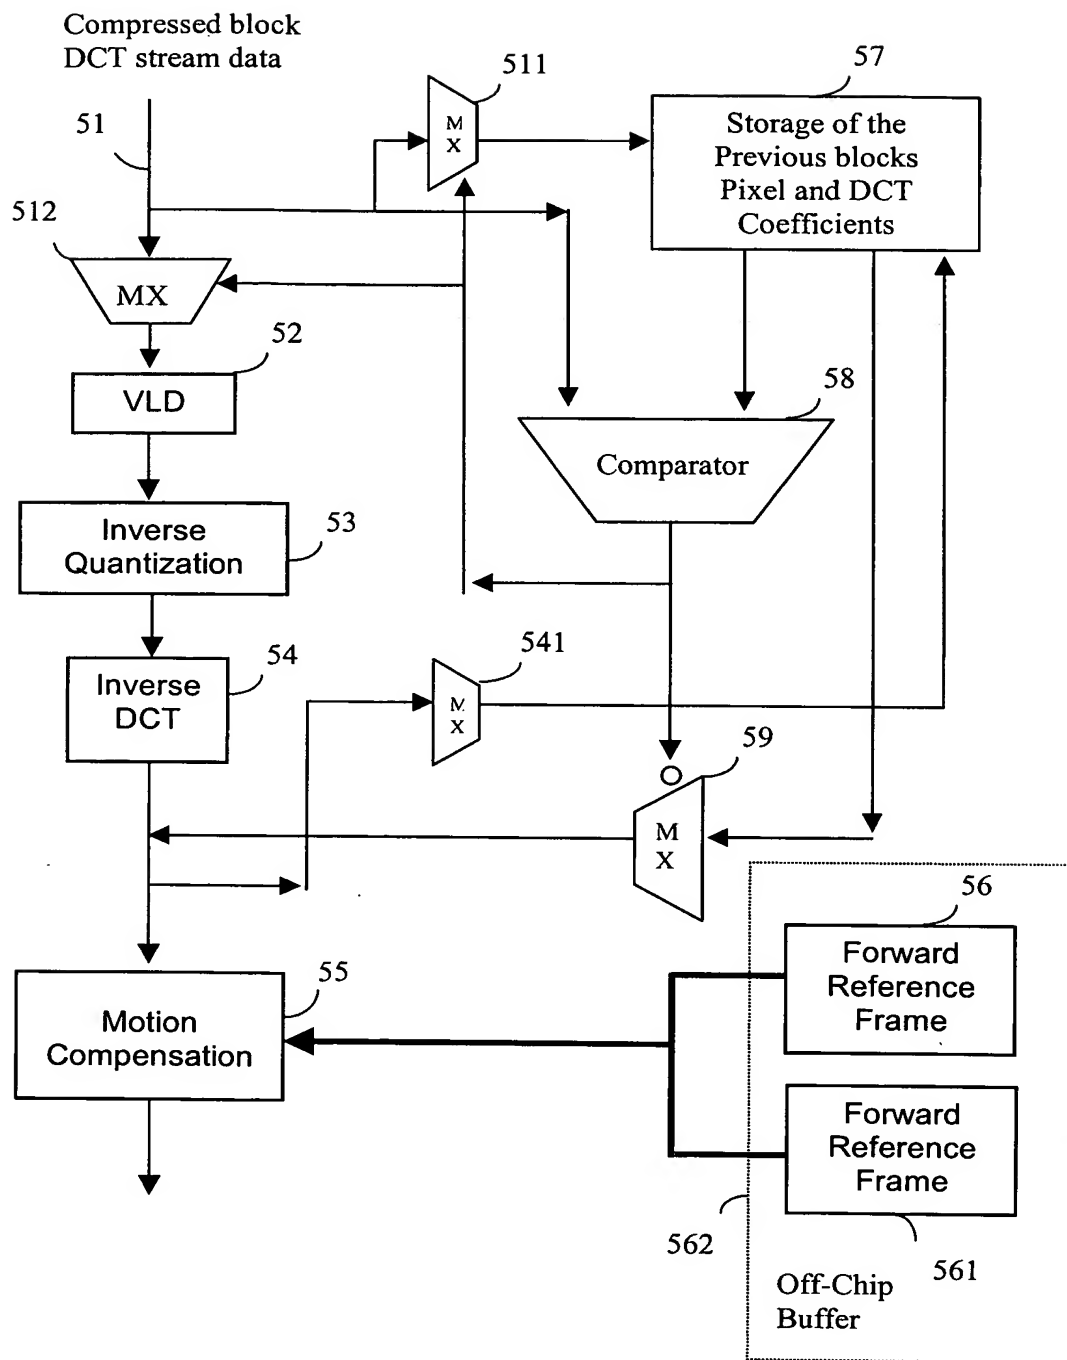 Compressed block
DCT stream data
51
511
M
X
57
Storage of the
Previous blocks
Pixel and DCT
Coefficients
512
MX
52
VLD
58
Comparator
53
Inverse
Quantization
54
Inverse
DCT
541
M
X
59
M
X
56
Forward
Reference
Frame
55
Motion
Compensation
Forward
Reference
Frame
562
561
Off-Chip
Buffer